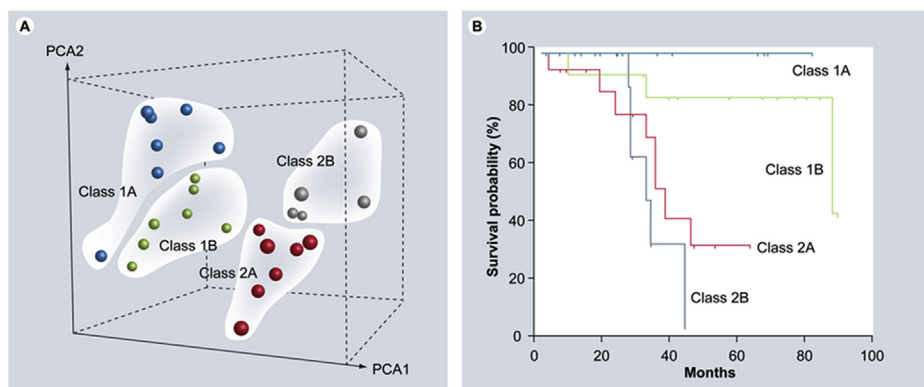 A
PCA2
Class 1A
Class 1B
Class 2A
Class 2B
PCA1
B
Survival probability (%)
100
80
60
40
20
0
Class 1A
Class 1B
Class 2A
Class 2B
0 20 40 60 80 100
Months